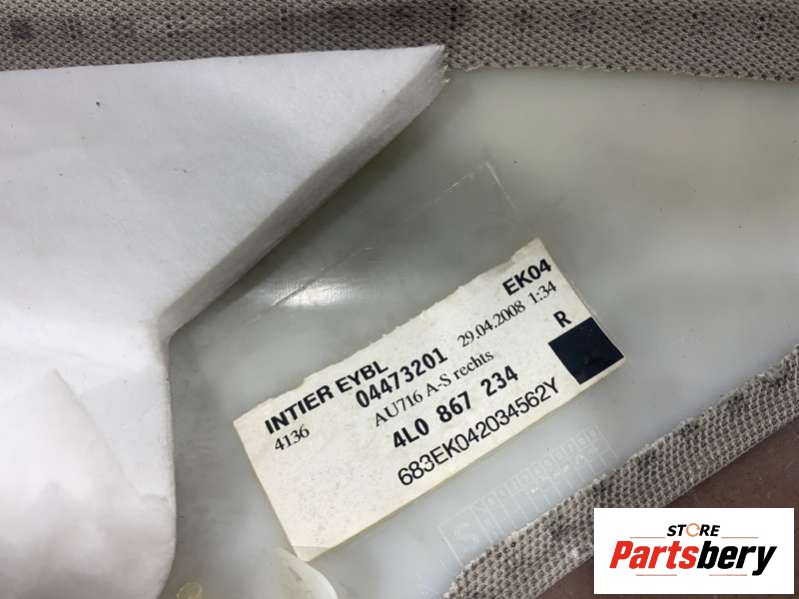 INTIER EYBL EK04
4136 04473201 29.04.2008 1:34
AU716 A-S rechts R
4L0 867 234
683EK042034562Y
STORE
Partsbery